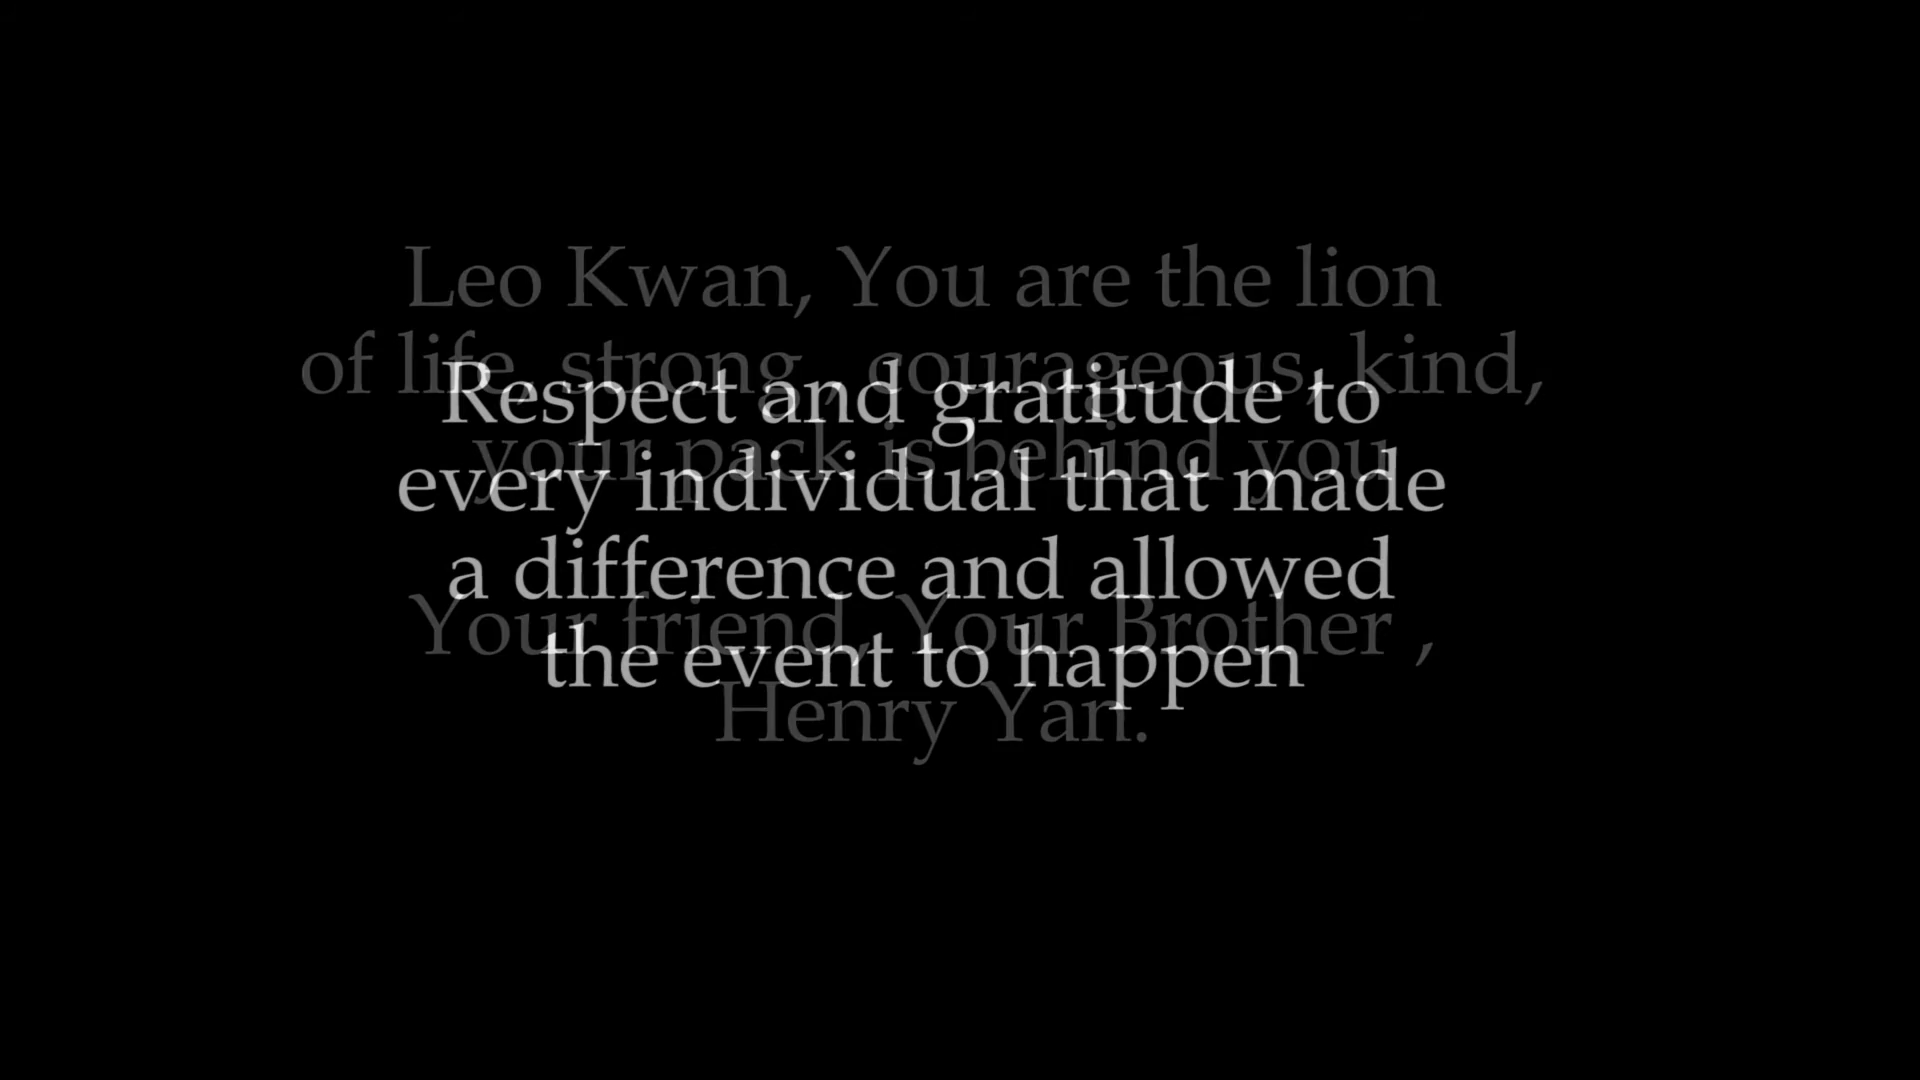 Leo Kwan, You are the lion
of life, strong , courageous, kind,
your pack is behind you
Your friend, Your Brother ,
Henry Yan.
Respect and gratitude to
every individual that made
a difference and allowed
the event to happen